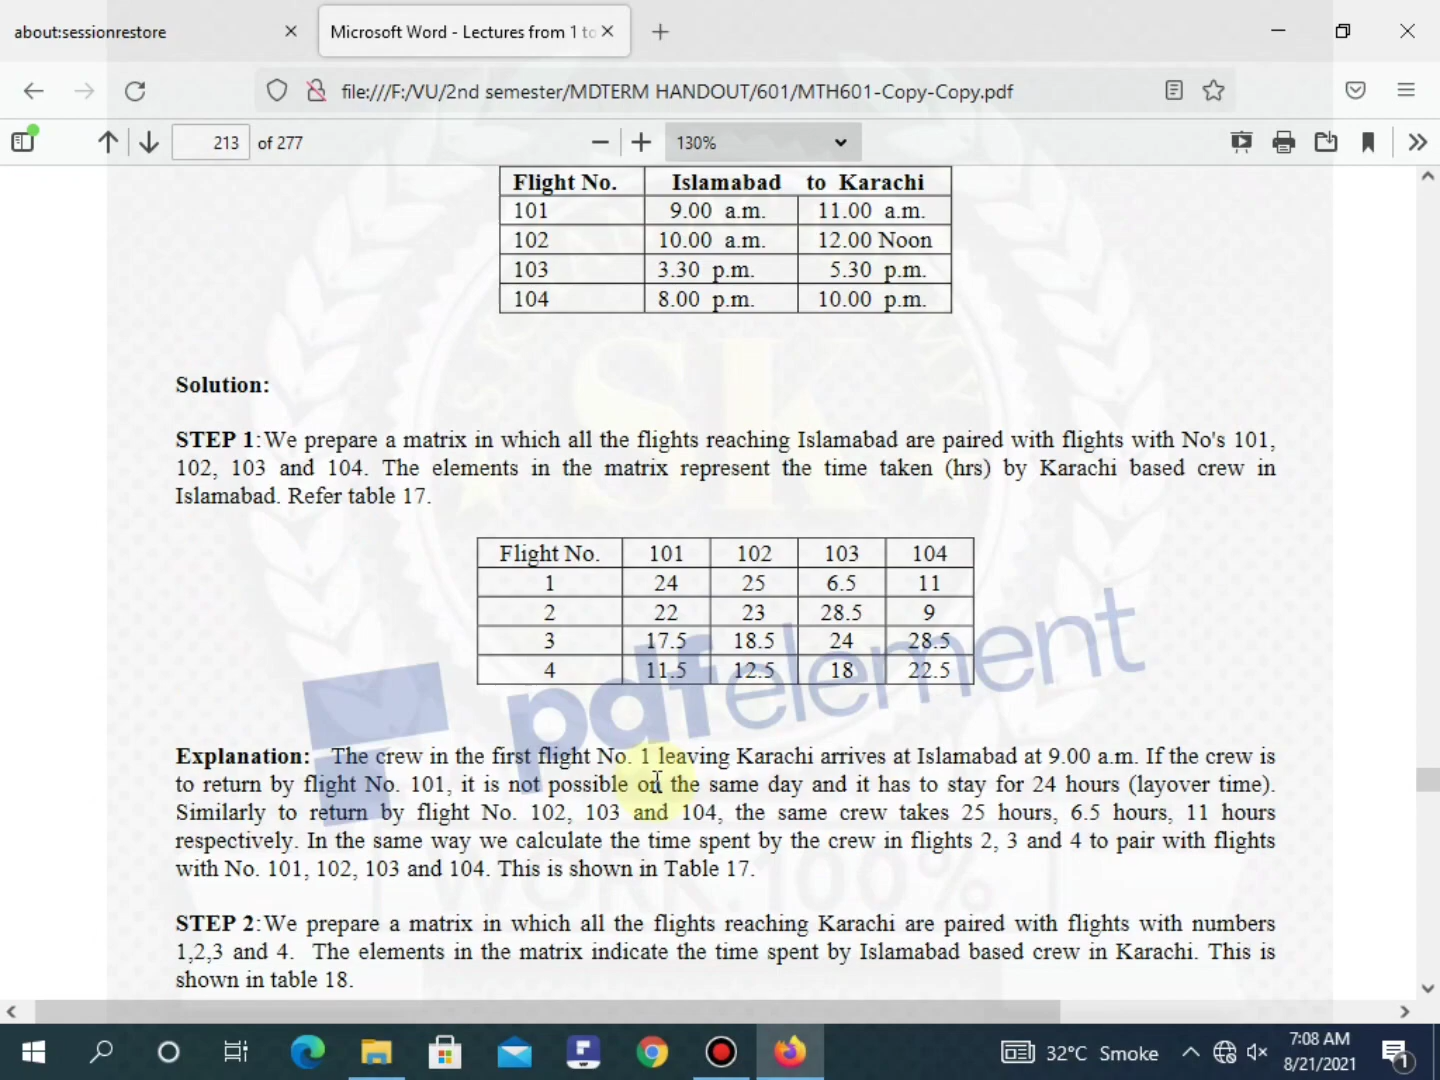 about:sessionrestore
Microsoft Word - Lectures from 1 to
file:///F:/VU/2nd semester/MDTERM HANDOUT/601/MTH601-Copy-Copy.pdf
213 of 277
130%
Flight No. Islamabad to Karachi
101 9.00 a.m. 11.00 a.m.
102 10.00 a.m. 12.00 Noon
103 3.30 p.m. 5.30 p.m.
104 8.00 p.m. 10.00 p.m.
Solution:
STEP 1:We prepare a matrix in which all the flights reaching Islamabad are paired with flights with No's 101,
102, 103 and 104. The elements in the matrix represent the time taken (hrs) by Karachi based crew in
Islamabad. Refer table 17.
Flight No. 101 102 103 104
1 24 25 6.5 11
2 22 23 28.5 9
3 17.5 18.5 24 28.5
4 11.5 12.5 18 22.5
pdfelement
Explanation: The crew in the first flight No. 1 leaving Karachi arrives at Islamabad at 9.00 a.m. If the crew is
to return by flight No. 101, it is not possible on the same day and it has to stay for 24 hours (layover time).
Similarly to return by flight No. 102, 103 and 104, the same crew takes 25 hours, 6.5 hours, 11 hours
respectively. In the same way we calculate the time spent by the crew in flights 2, 3 and 4 to pair with flights
with No. 101, 102, 103 and 104. This is shown in Table 17.
WORK 100%
STEP 2:We prepare a matrix in which all the flights reaching Karachi are paired with flights with numbers
1,2,3 and 4. The elements in the matrix indicate the time spent by Islamabad based crew in Karachi. This is
shown in table 18.
32°C Smoke
7:08 AM
8/21/2021
1